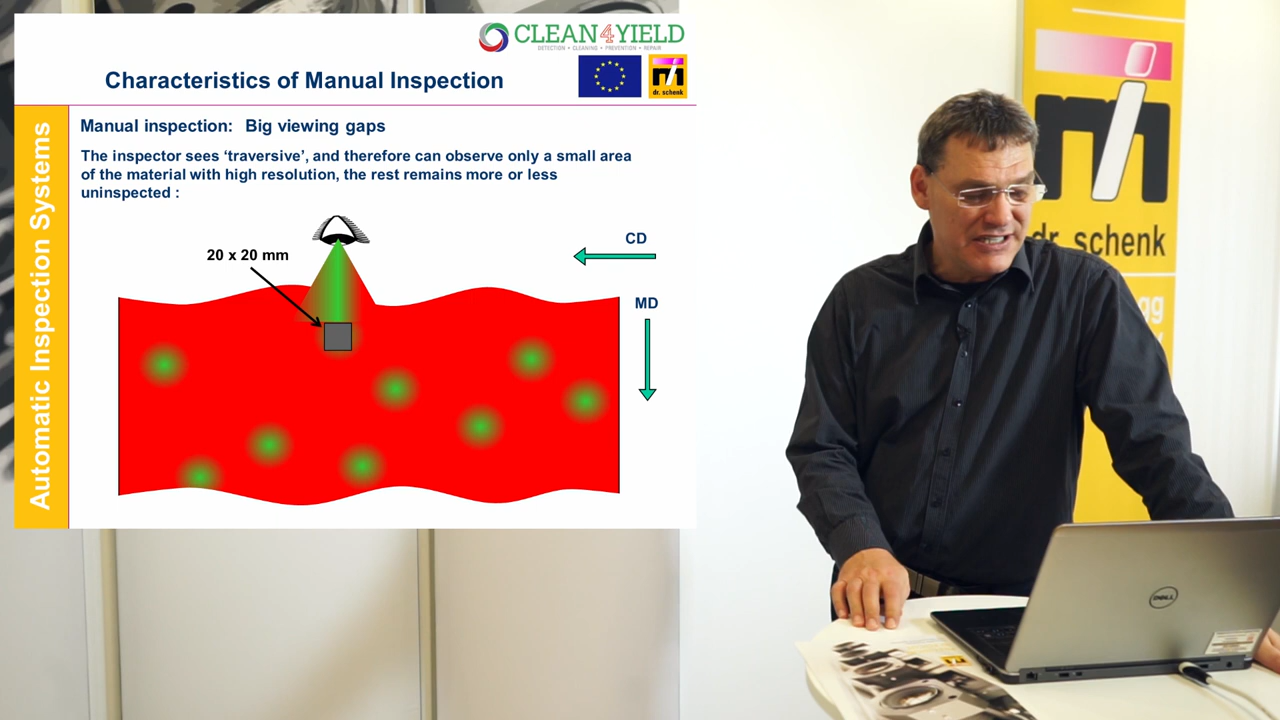 CLEAN4YIELD
DETECTION • CLEANING • PREVENTION • REPAIR
Characteristics of Manual Inspection
dr. schenk
Automatic Inspection Systems
Manual inspection: Big viewing gaps
The inspector sees ‘traversive’, and therefore can observe only a small area
of the material with high resolution, the rest remains more or less
uninspected :
20 x 20 mm
CD
MD
dr. schenk
DELL